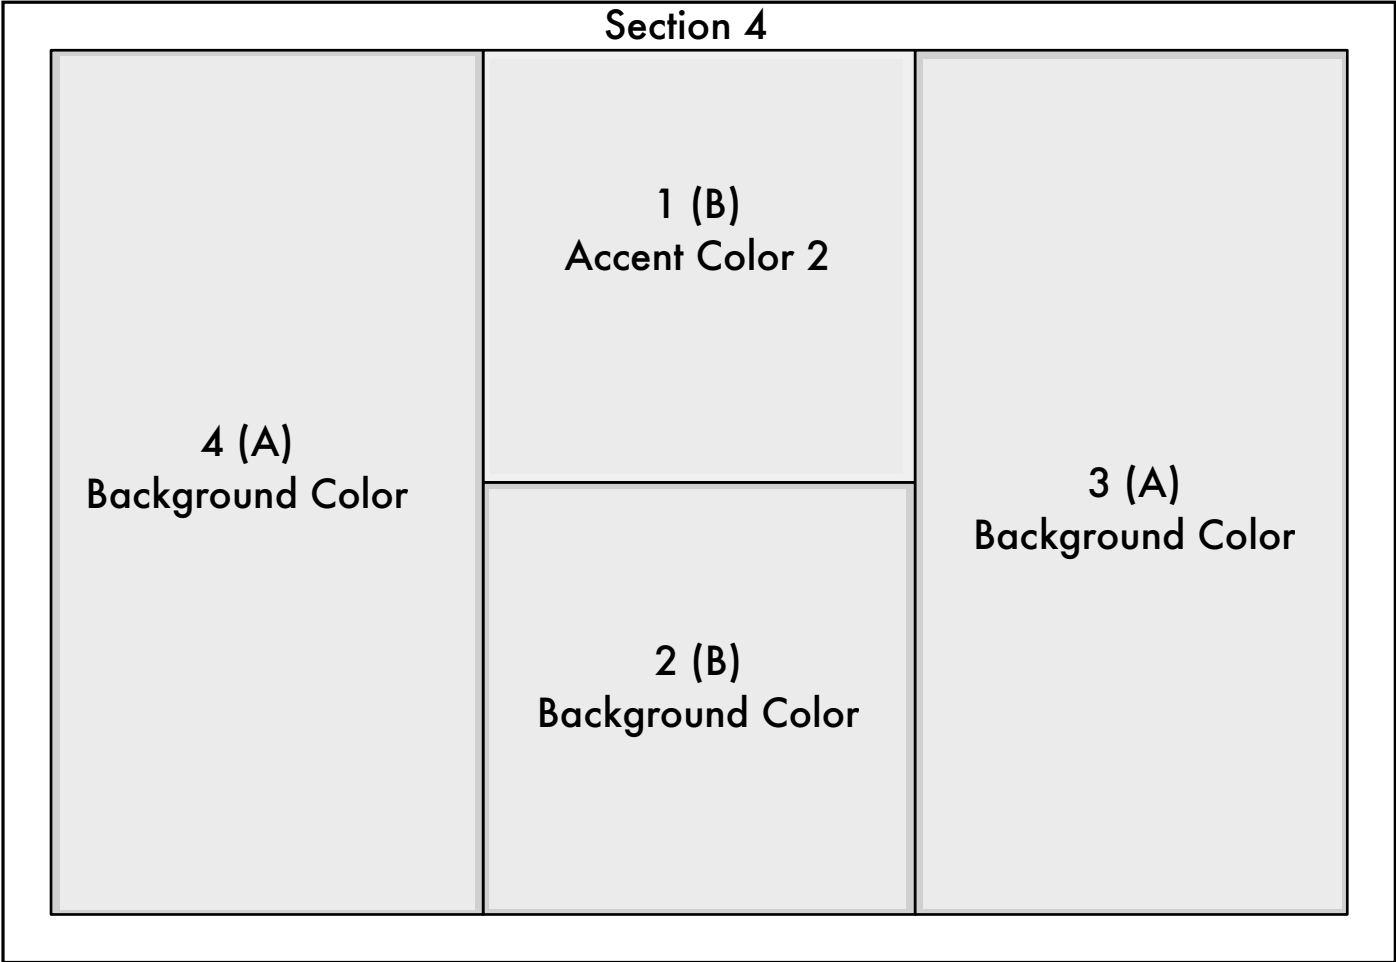 Section 4
1 (B)
Accent Color 2
4 (A)
Background Color
3 (A)
Background Color
2 (B)
Background Color